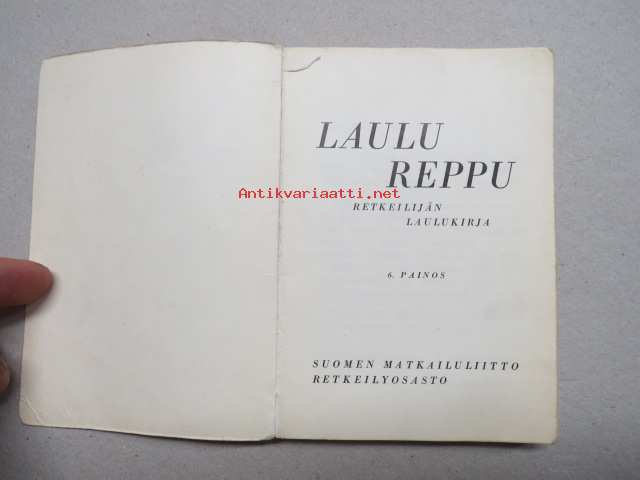 LAULU
REPPU
Antikvariaatti.net
RETKEILIJÄN
LAULUKIRJA
6. PAINOS
SUOMEN MATKAILULIITTO
RETKEILYOSASTO